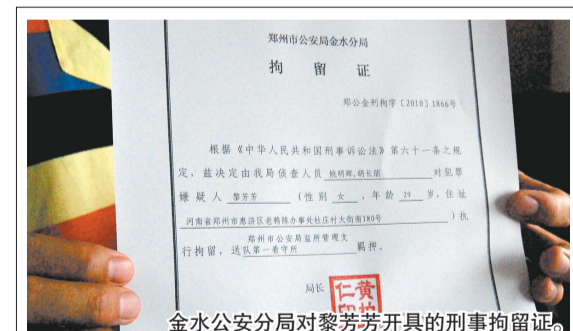 郑州市公安局金水分局
拘 留 证
郑公金刑拘字〔2010〕1866号
根据《中华人民共和国刑事诉讼法》第六十一条之规
定，兹决定由我局侦查人员 姚明辉,胡长朋 对犯罪
嫌疑人 黎芳芳 （性别 女 ，年龄 29 岁，住址
河南省郑州市惠济区老鸦陈办事处杜庄村大街南180号 ）执
郑州市公安局监所管理支
行拘留，送队第一看守所 羁押。
局长
金水公安分局对黎芳芳开具的刑事拘留证。